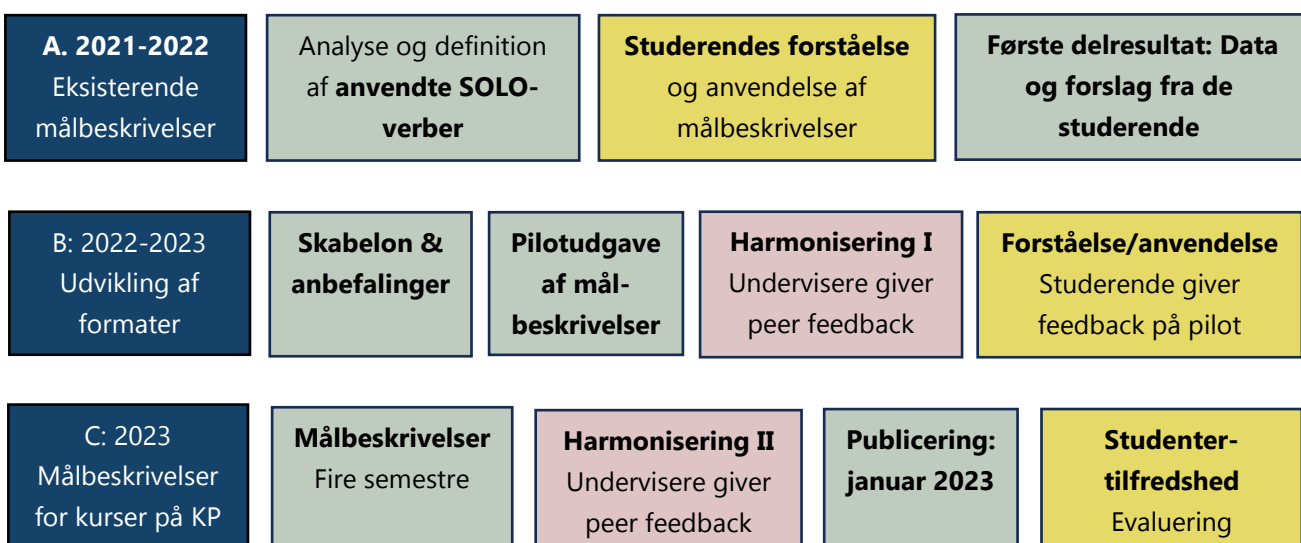 A. 2021-2022
Eksisterende
målbeskrivelser
Analyse og definition
af anvendte SOLO-
verber
Studerendes forståelse
og anvendelse af
målbeskrivelser
Første delresultat: Data
og forslag fra de
studerende
B: 2022-2023
Udvikling af
formater
Skabelon &
anbefalinger
Pilotudgave
af mål-
beskrivelser
Harmonisering I
Undervisere giver
peer feedback
Forståelse/anvendelse
Studerende giver
feedback på pilot
C: 2023
Målbeskrivelser
for kurser på KP
Målbeskrivelser
Fire semestre
Harmonisering II
Undervisere giver
peer feedback
Publicering:
januar 2023
Studenter-
tilfredshed
Evaluering